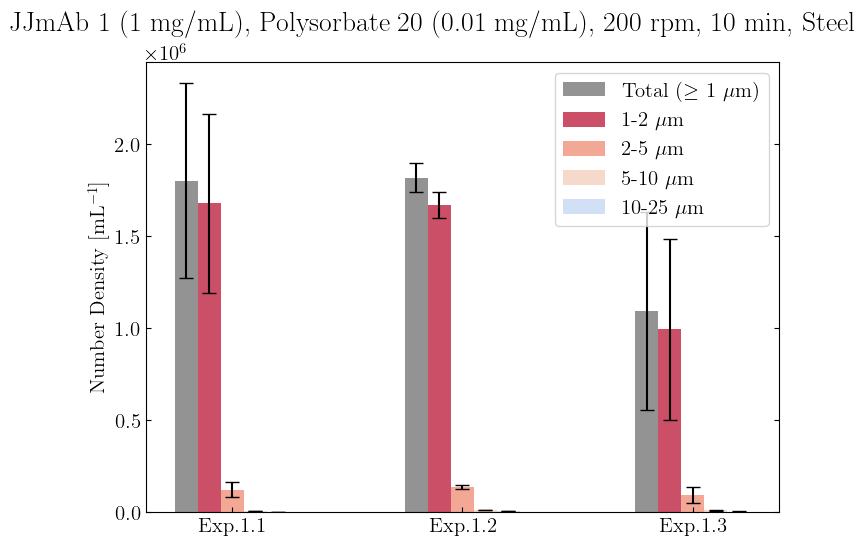 JJmAb 1 (1 mg/mL), Polysorbate 20 (0.01 mg/mL), 200 rpm, 10 min, Steel
×10⁶
Total (≥ 1 μm)
1-2 μm
2-5 μm
5-10 μm
10-25 μm
Number Density [mL⁻¹]
2.0
1.5
1.0
0.5
0.0
Exp.1.1 Exp.1.2 Exp.1.3